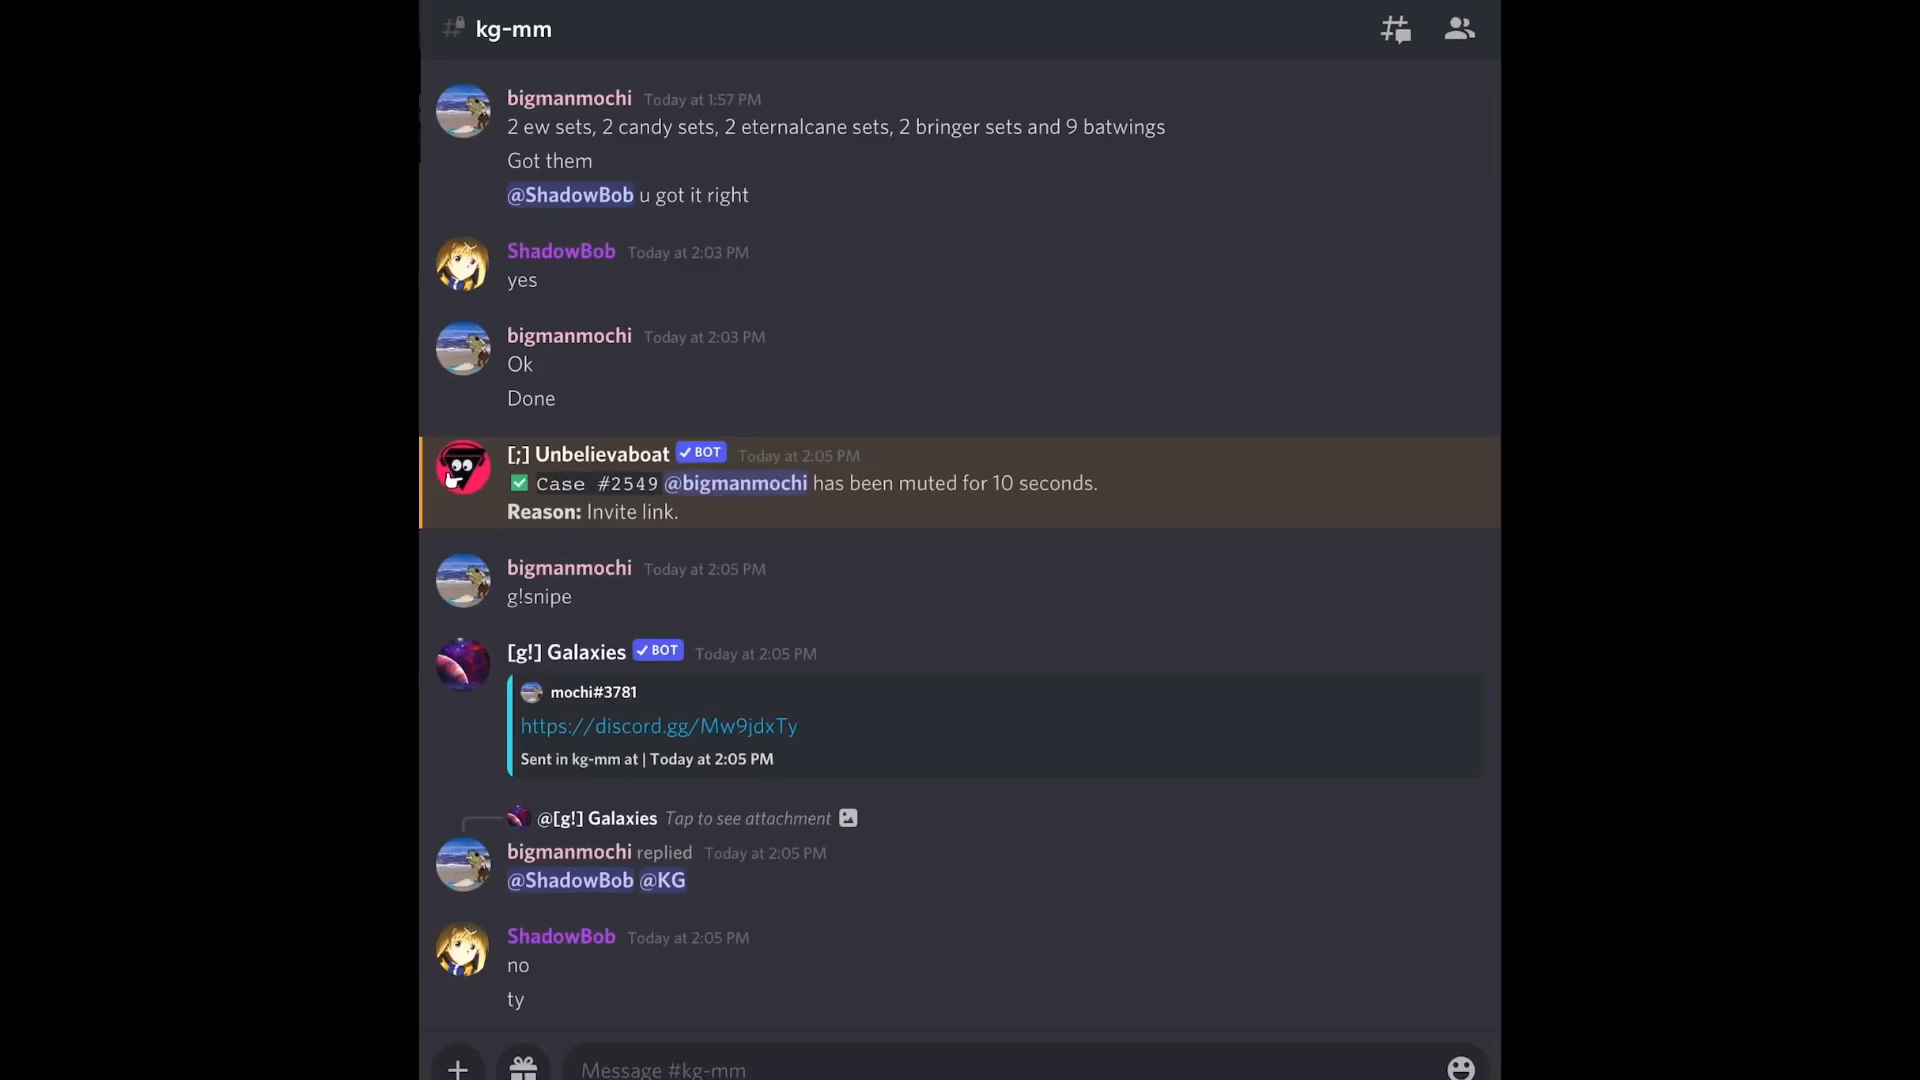 kg-mm
bigmanmochi Today at 1:57 PM
2 ew sets, 2 candy sets, 2 eternalcane sets, 2 bringer sets and 9 batwings
Got them
@ShadowBob u got it right
ShadowBob Today at 2:03 PM
yes
bigmanmochi Today at 2:03 PM
Ok
Done
[;] Unbelievaboat BOT Today at 2:05 PM
Case #2549 @bigmanmochi has been muted for 10 seconds.
Reason: Invite link.
bigmanmochi Today at 2:05 PM
g!snipe
[g!] Galaxies BOT Today at 2:05 PM
mochi#3781
https://discord.gg/Mw9jdxTy
Sent in kg-mm at | Today at 2:05 PM
@[g!] Galaxies Tap to see attachment
bigmanmochi replied Today at 2:05 PM
@ShadowBob @KG
ShadowBob Today at 2:05 PM
no
ty
Message #kg-mm